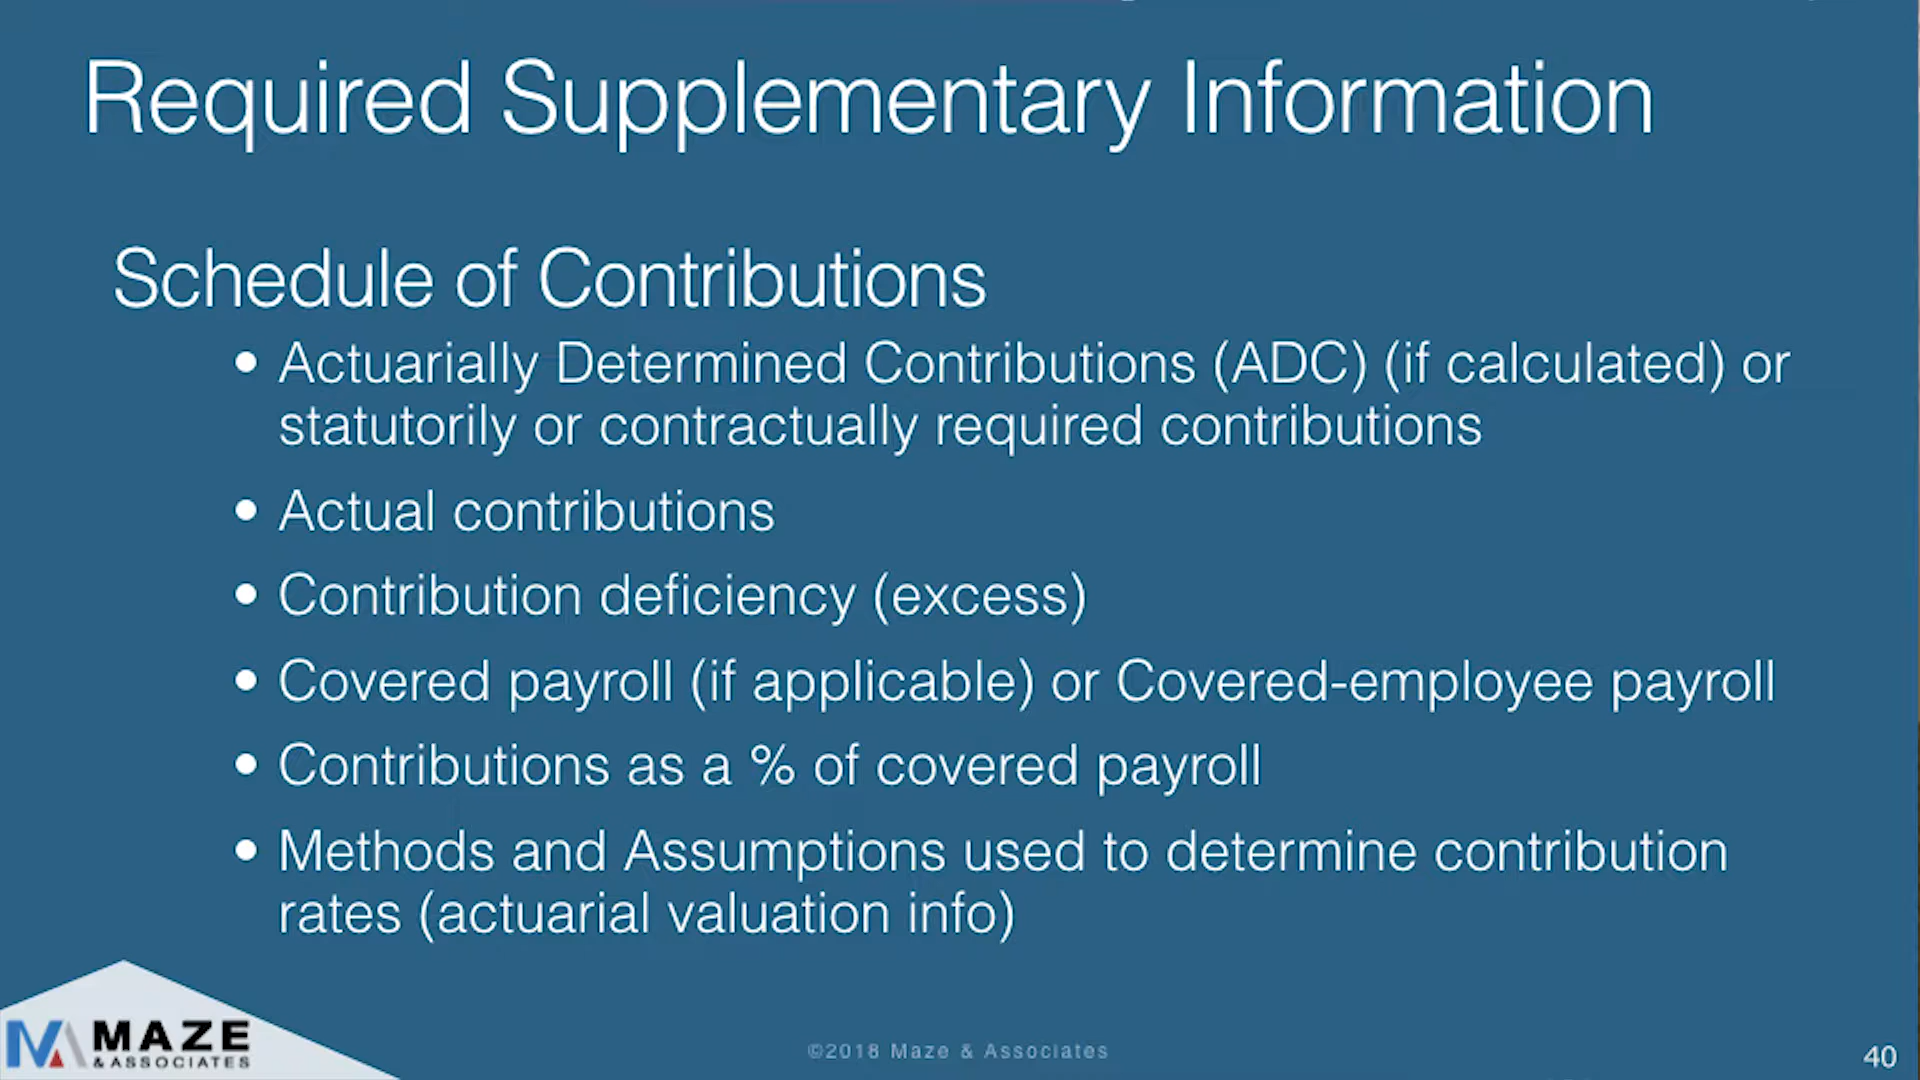 Required Supplementary Information
Schedule of Contributions
• Actuarially Determined Contributions (ADC) (if calculated) or
statutorily or contractually required contributions
• Actual contributions
• Contribution deficiency (excess)
• Covered payroll (if applicable) or Covered-employee payroll
• Contributions as a % of covered payroll
• Methods and Assumptions used to determine contribution
rates (actuarial valuation info)
MA MAZE
& ASSOCIATES
©2018 Maze & Associates
40